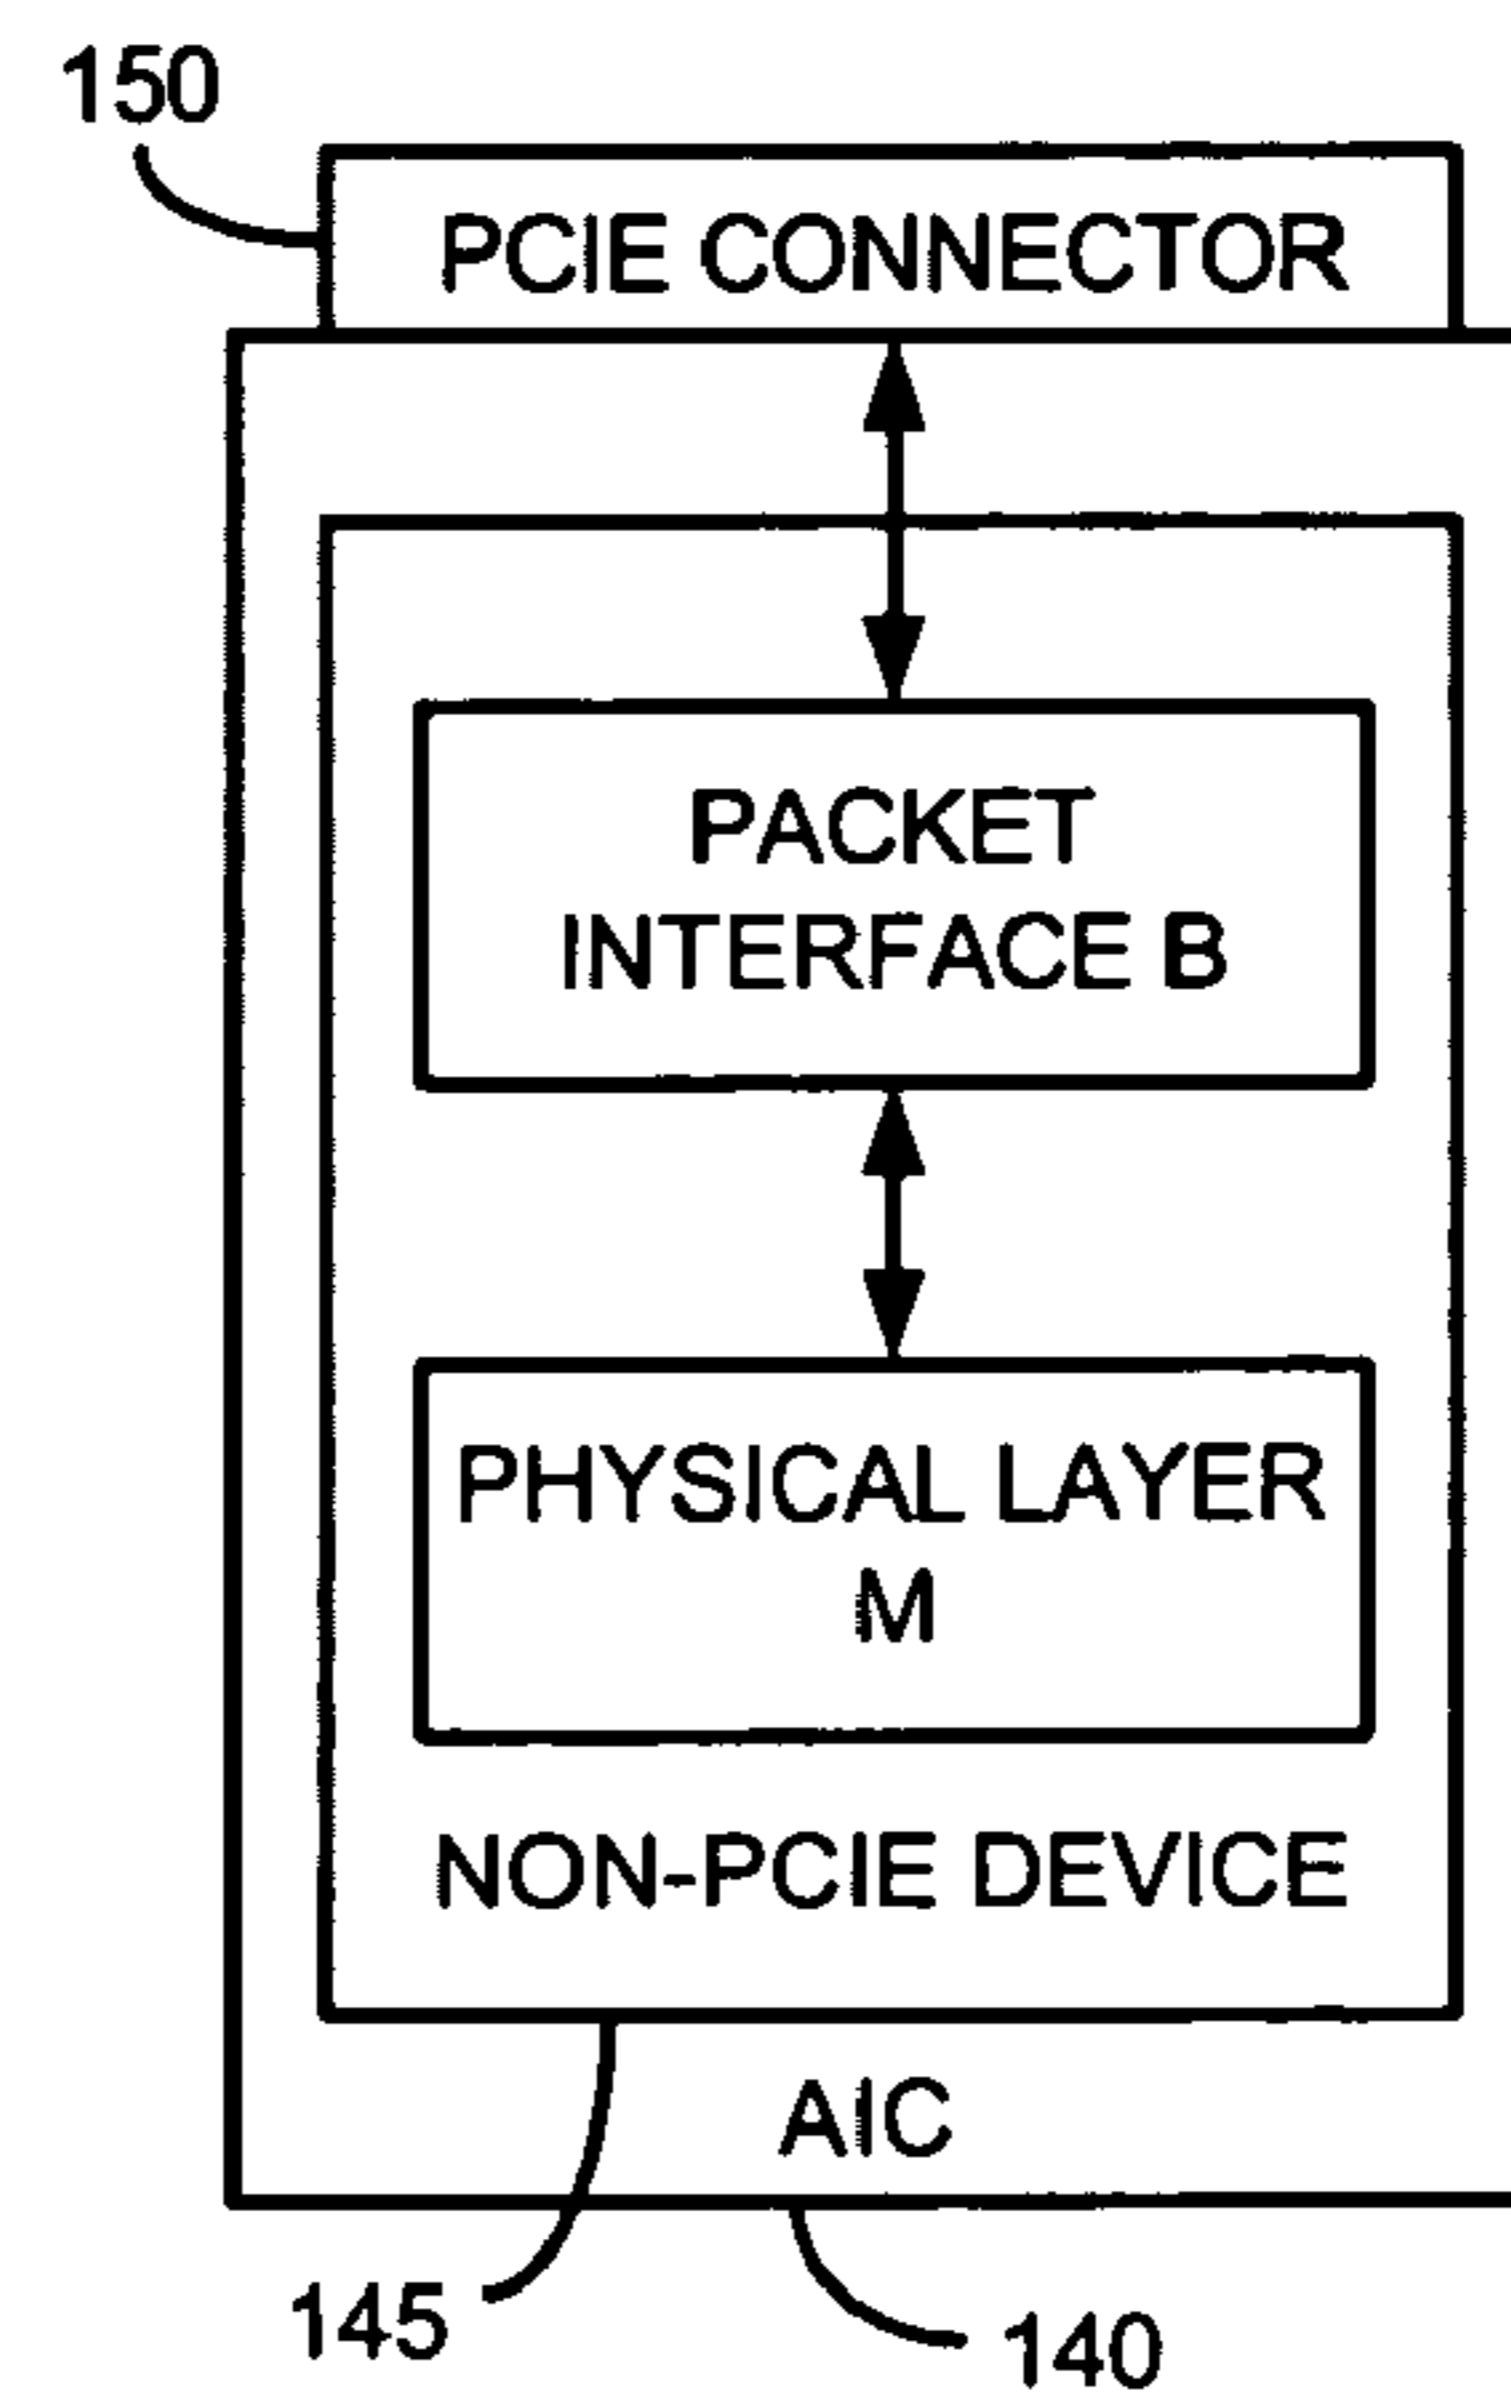 150
PCIE CONNECTOR
PACKET
INTERFACE B
PHYSICAL LAYER
M
NON-PCIE DEVICE
AIC
145
140